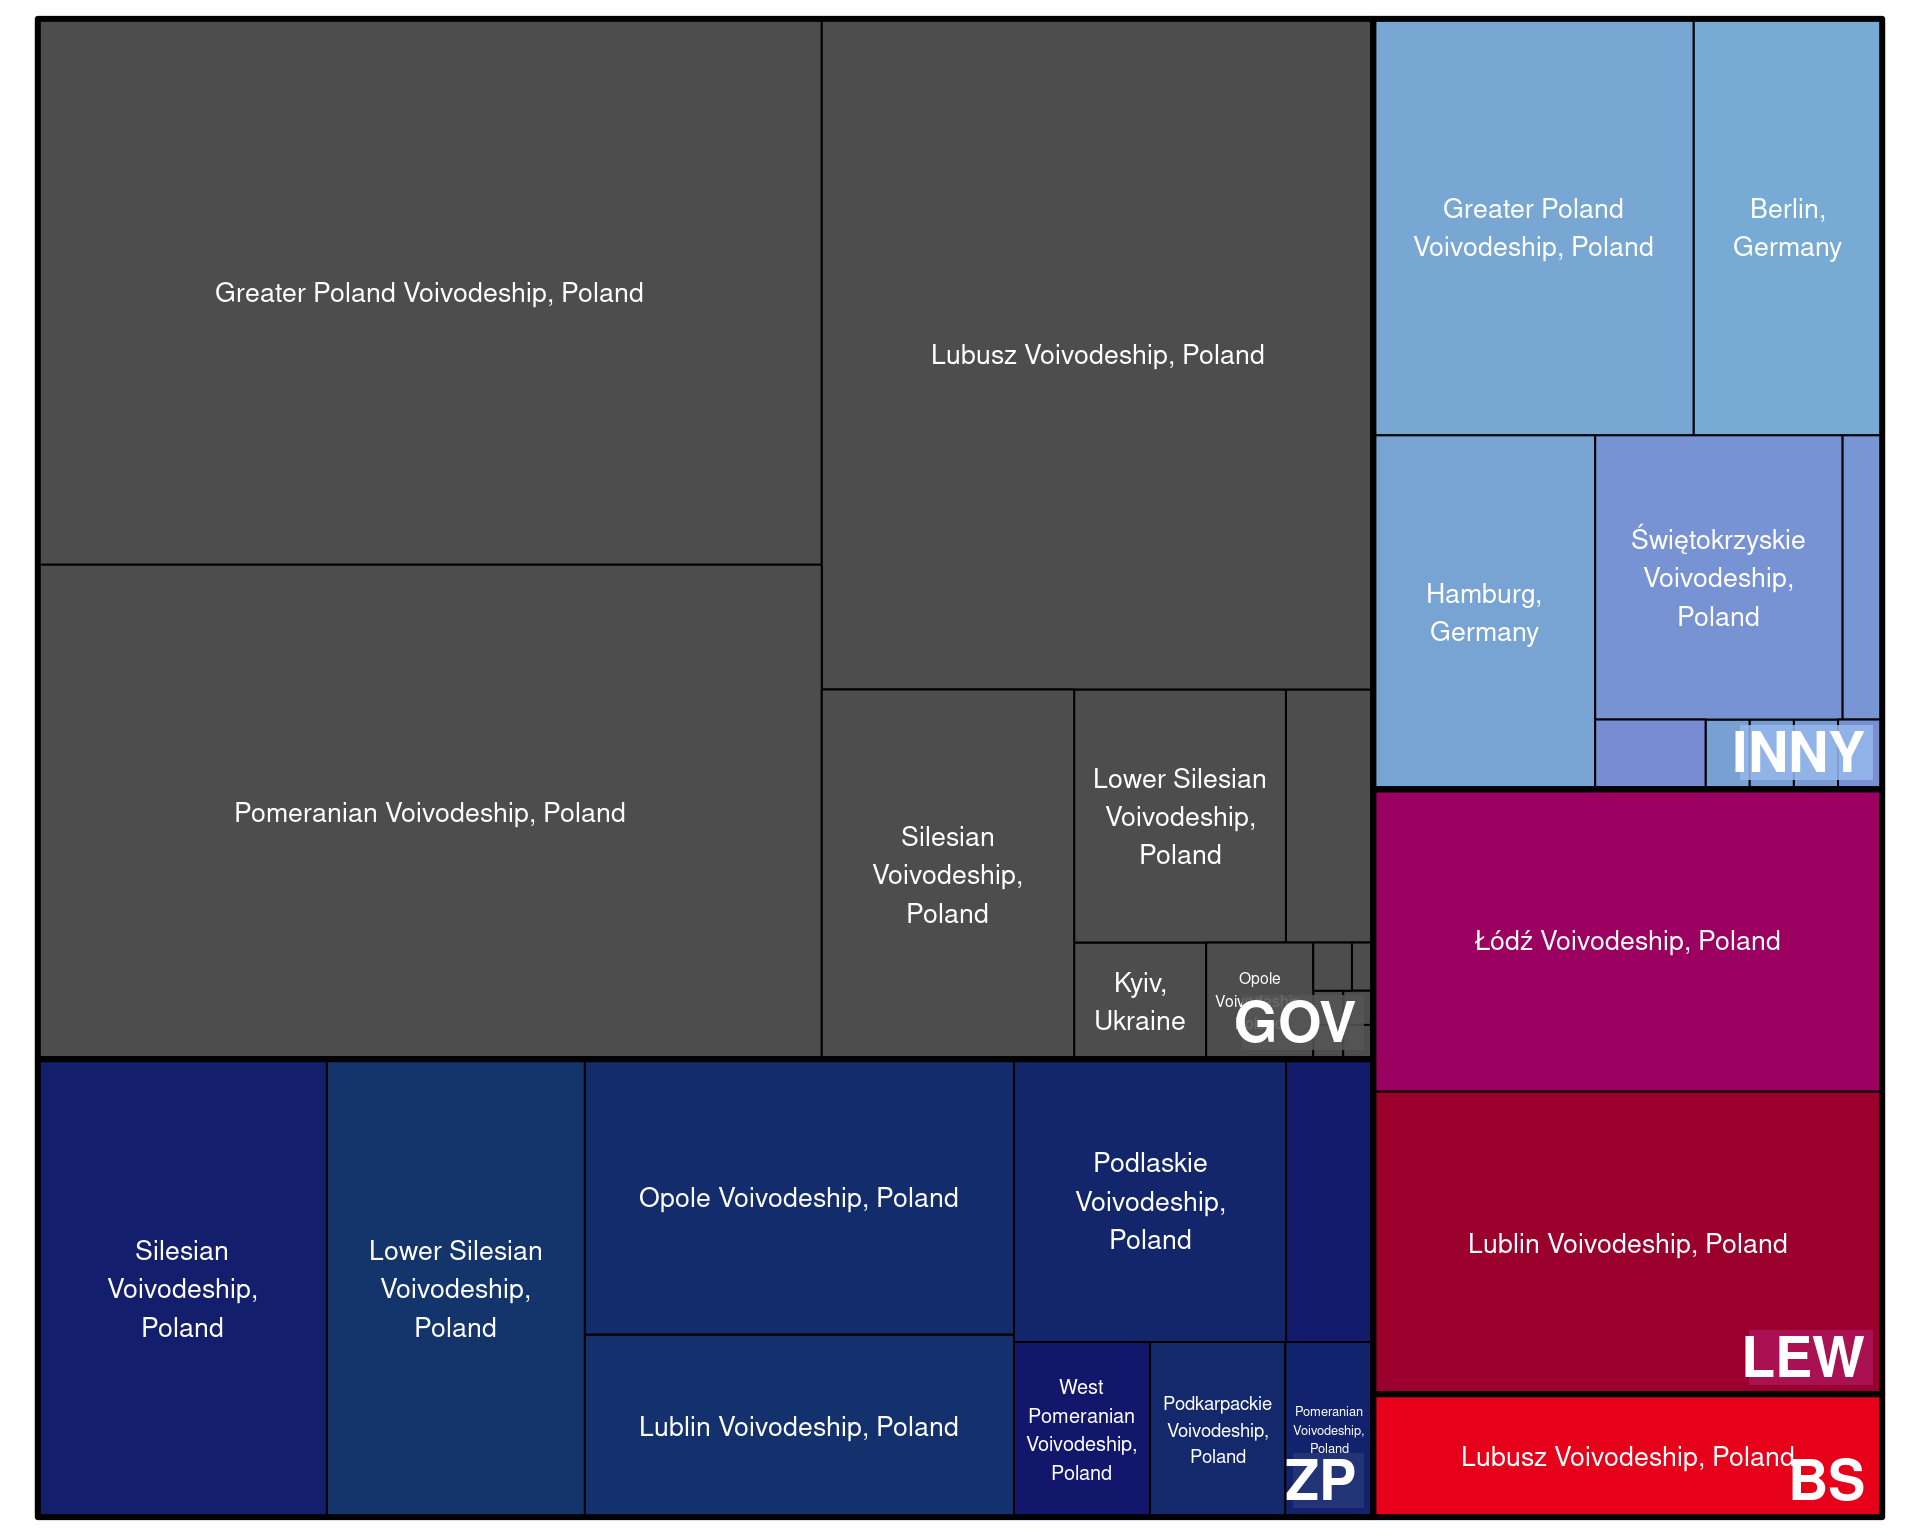 Greater Poland Voivodeship, Poland
Pomeranian Voivodeship, Poland
Lubusz Voivodeship, Poland
Silesian
Voivodeship,
Poland
Lower Silesian
Voivodeship,
Poland
Kyiv,
Ukraine
Opole
GOV
Silesian
Voivodeship,
Poland
Lower Silesian
Voivodeship,
Poland
Opole Voivodeship, Poland
Lublin Voivodeship, Poland
Podlaskie
Voivodeship,
Poland
West
Pomeranian
Voivodeship,
Poland
Podkarpackie
Voivodeship,
Poland
Pomeranian
Voivodeship,
Poland
ZP
Greater Poland
Voivodeship, Poland
Berlin,
Germany
Hamburg,
Germany
Świętokrzyskie
Voivodeship,
Poland
INNY
Łódź Voivodeship, Poland
Lublin Voivodeship, Poland
LEW
Lubusz Voivodeship, Poland
BS